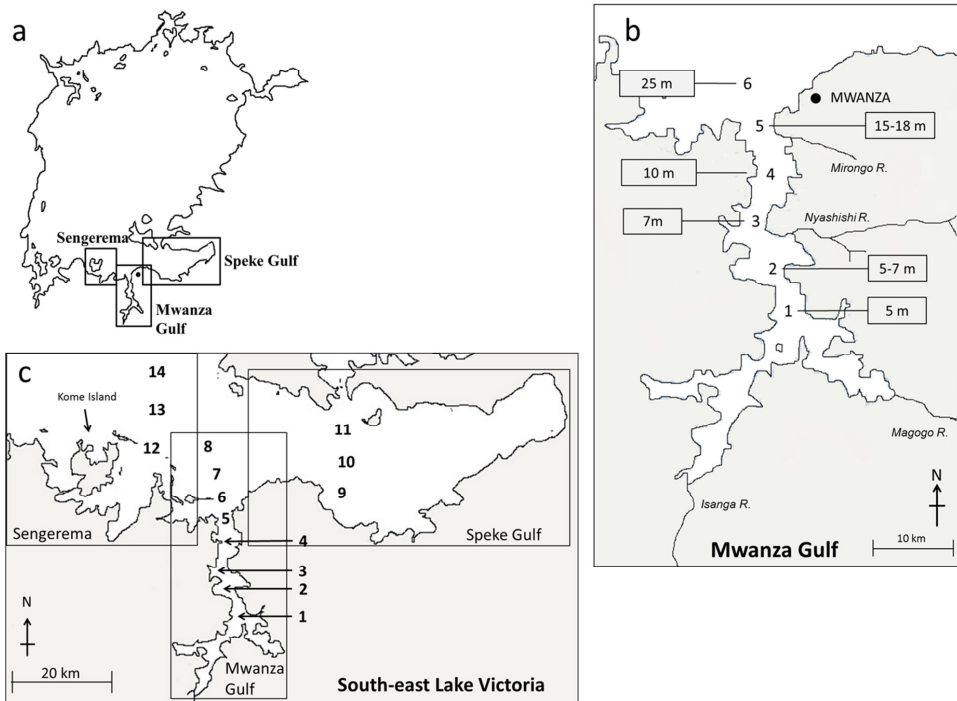 a
Sengerema
Speke Gulf
Mwanza
Gulf
b
25 m
6
MWANZA
5
15-18 m
Mirongo R.
10 m
4
7m
3
Nyashishi R.
2
5-7 m
1
5 m
Magogo R.
Isanga R.
N
Mwanza Gulf
10 km
c
14
Kome Island
13
12
8
11
7
10
6
9
5
Sengerema
Speke Gulf
4
3
2
N
1
20 km
Mwanza
Gulf
South-east Lake Victoria